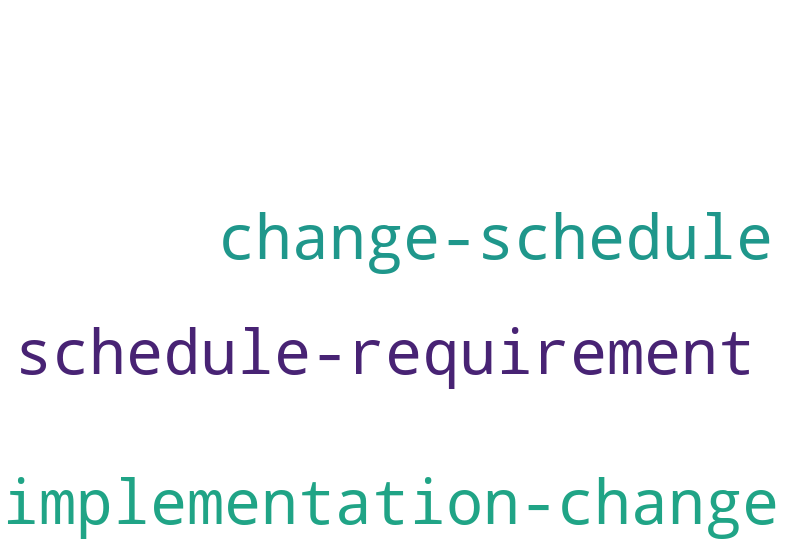 change-schedule
schedule-requirement
implementation-change